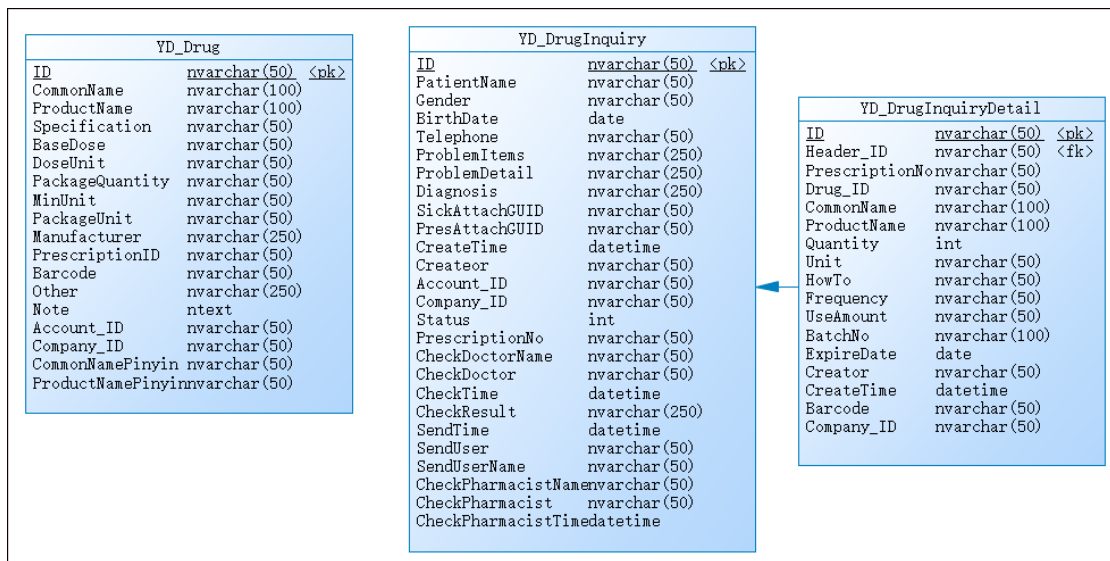 YD_Drug
ID nvarchar(50) <pk>
CommonName nvarchar(100)
ProductName nvarchar(100)
Specification nvarchar(50)
BaseDose nvarchar(50)
DoseUnit nvarchar(50)
PackageQuantity nvarchar(50)
MinUnit nvarchar(50)
PackageUnit nvarchar(50)
Manufacturer nvarchar(250)
PrescriptionID nvarchar(50)
Barcode nvarchar(50)
Other nvarchar(250)
Note ntext
Account_ID nvarchar(50)
Company_ID nvarchar(50)
CommonNamePinyin nvarchar(50)
ProductNamePinyinnvarchar(50)
YD_DrugInquiry
ID nvarchar(50) <pk>
PatientName nvarchar(50)
Gender nvarchar(50)
BirthDate date
Telephone nvarchar(50)
ProblemItems nvarchar(250)
ProblemDetail nvarchar(250)
Diagnosis nvarchar(250)
SickAttachGUID nvarchar(50)
PresAttachGUID nvarchar(50)
CreateTime datetime
Createor nvarchar(50)
Account_ID nvarchar(50)
Company_ID nvarchar(50)
Status int
PrescriptionNo nvarchar(50)
CheckDoctorName nvarchar(50)
CheckDoctor nvarchar(50)
CheckTime datetime
CheckResult nvarchar(250)
SendTime datetime
SendUser nvarchar(50)
SendUserName nvarchar(50)
CheckPharmacistNamenvarchar(50)
CheckPharmacist nvarchar(50)
CheckPharmacistTimedatetime
YD_DrugInquiryDetail
ID nvarchar(50) <pk>
Header_ID nvarchar(50) <fk>
PrescriptionNonvarchar(50)
Drug_ID nvarchar(50)
CommonName nvarchar(100)
ProductName nvarchar(100)
Quantity int
Unit nvarchar(50)
HowTo nvarchar(50)
Frequency nvarchar(50)
UseAmount nvarchar(50)
BatchNo nvarchar(100)
ExpireDate date
Creator nvarchar(50)
CreateTime datetime
Barcode nvarchar(50)
Company_ID nvarchar(50)